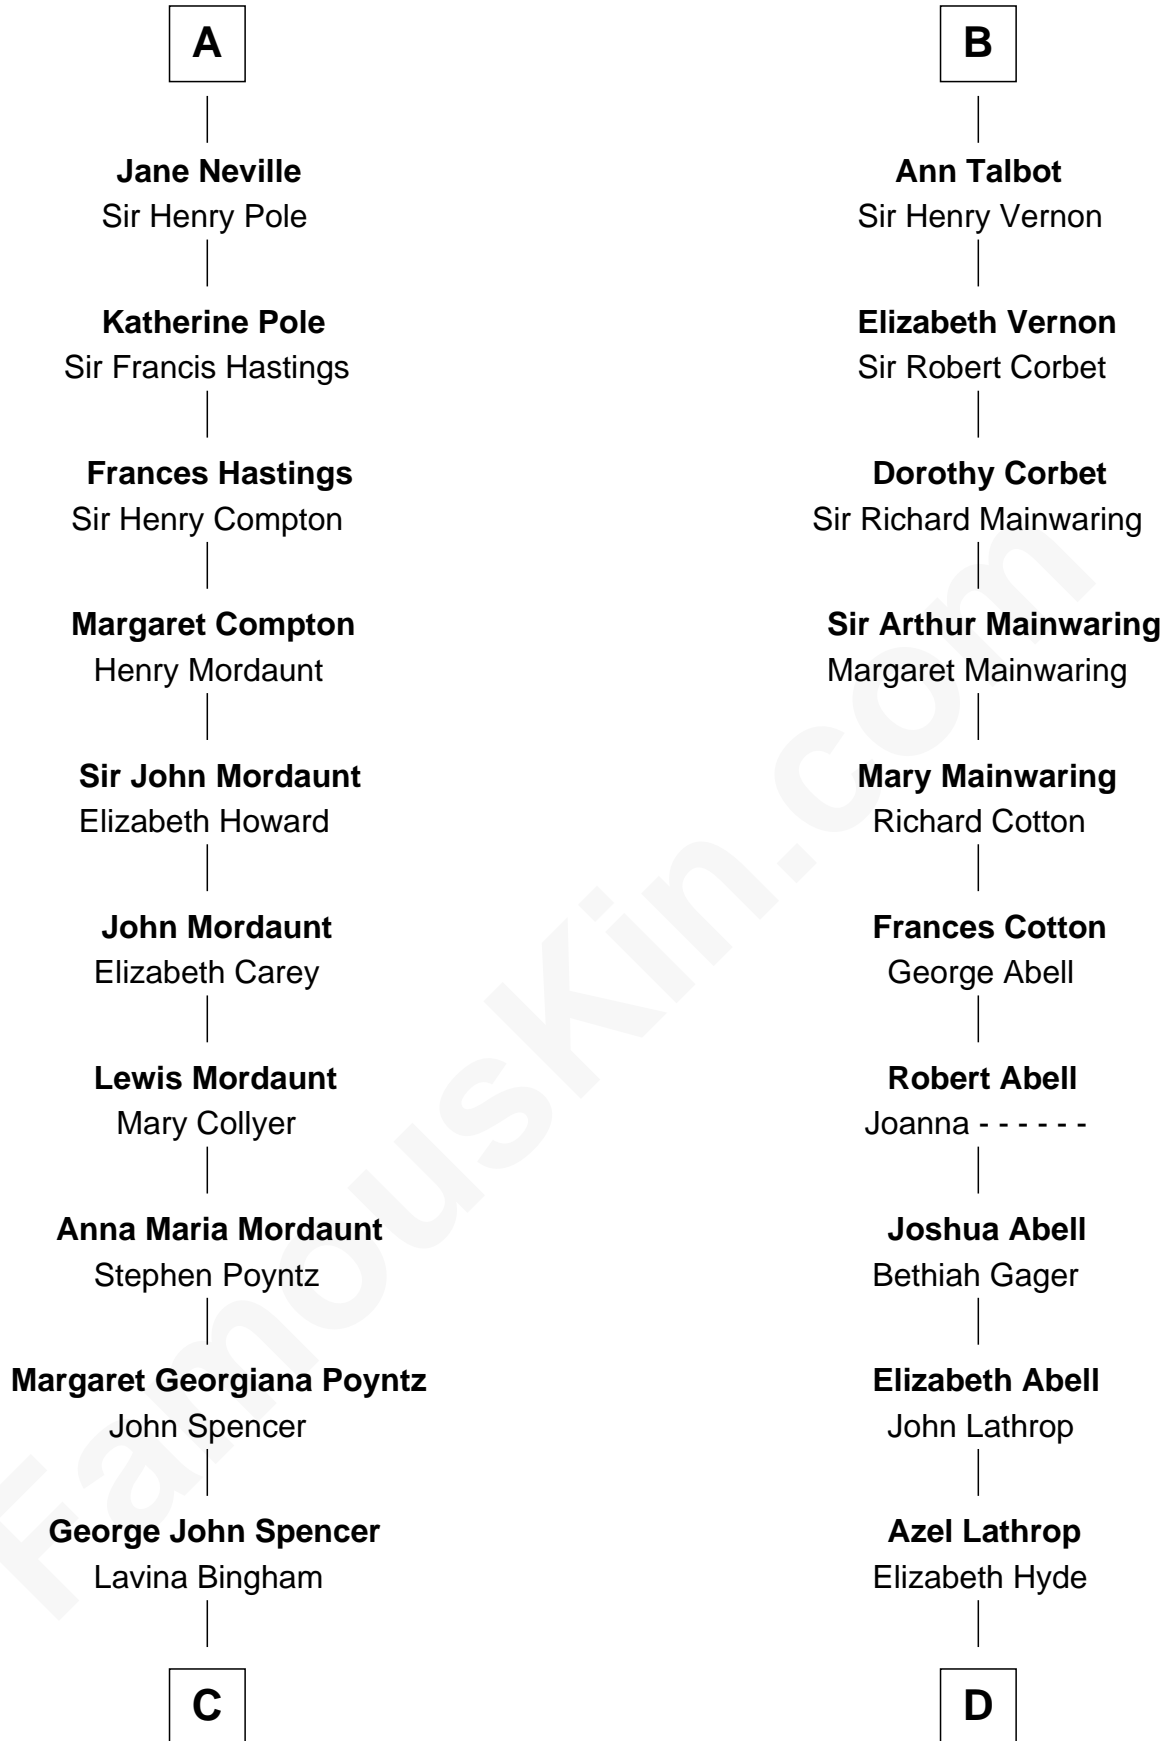 A
Jane Neville
Sir Henry Pole
Katherine Pole
Sir Francis Hastings
Frances Hastings
Sir Henry Compton
Margaret Compton
Henry Mordaunt
Sir John Mordaunt
Elizabeth Howard
John Mordaunt
Elizabeth Carey
Lewis Mordaunt
Mary Collyer
Anna Maria Mordaunt
Stephen Poyntz
Margaret Georgiana Poyntz
John Spencer
George John Spencer
Lavina Bingham
C
B
Ann Talbot
Sir Henry Vernon
Elizabeth Vernon
Sir Robert Corbet
Dorothy Corbet
Sir Richard Mainwaring
Sir Arthur Mainwaring
Margaret Mainwaring
Mary Mainwaring
Richard Cotton
Frances Cotton
George Abell
Robert Abell
Joanna - - - - - -
Joshua Abell
Bethiah Gager
Elizabeth Abell
John Lathrop
Azel Lathrop
Elizabeth Hyde
D
FamousKin.com